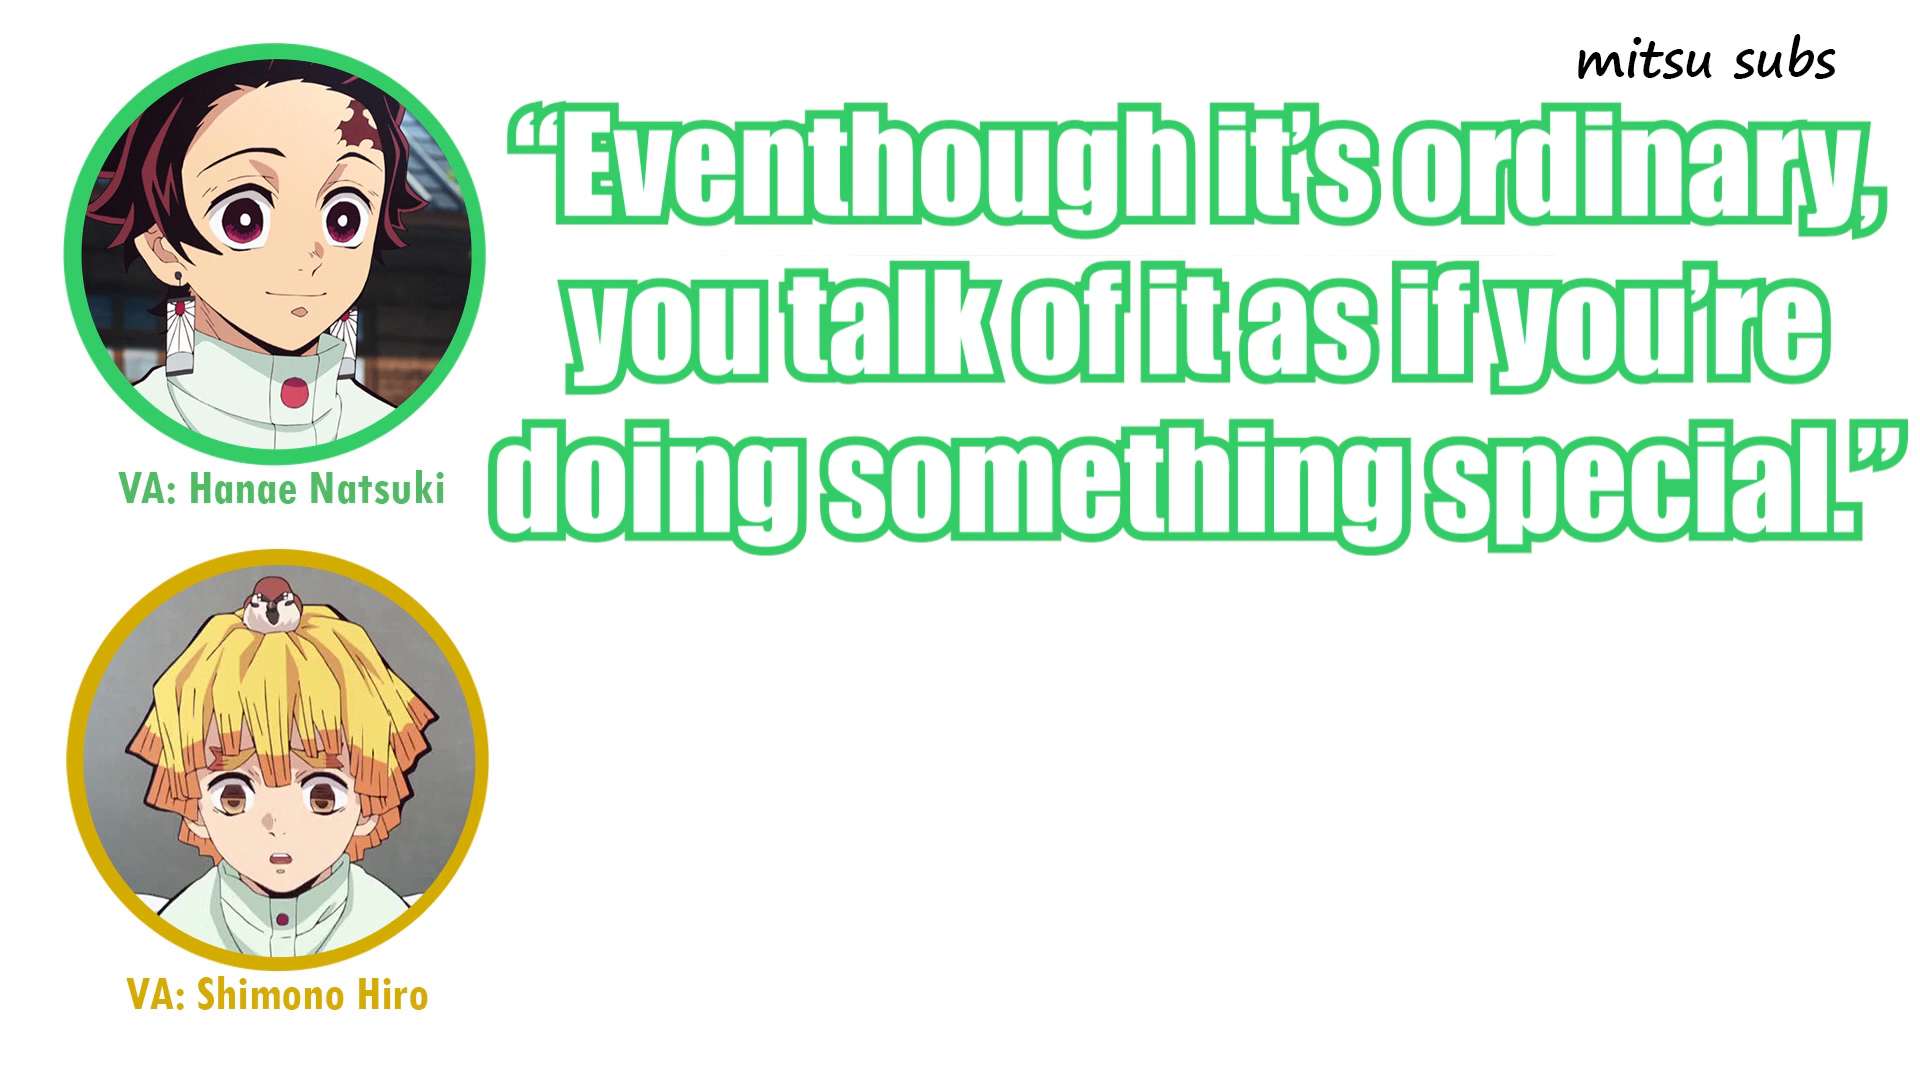 mitsu subs
“Eventhough it’s ordinary,
you talk of it as if you’re
doing something special.”
VA: Hanae Natsuki
VA: Shimono Hiro